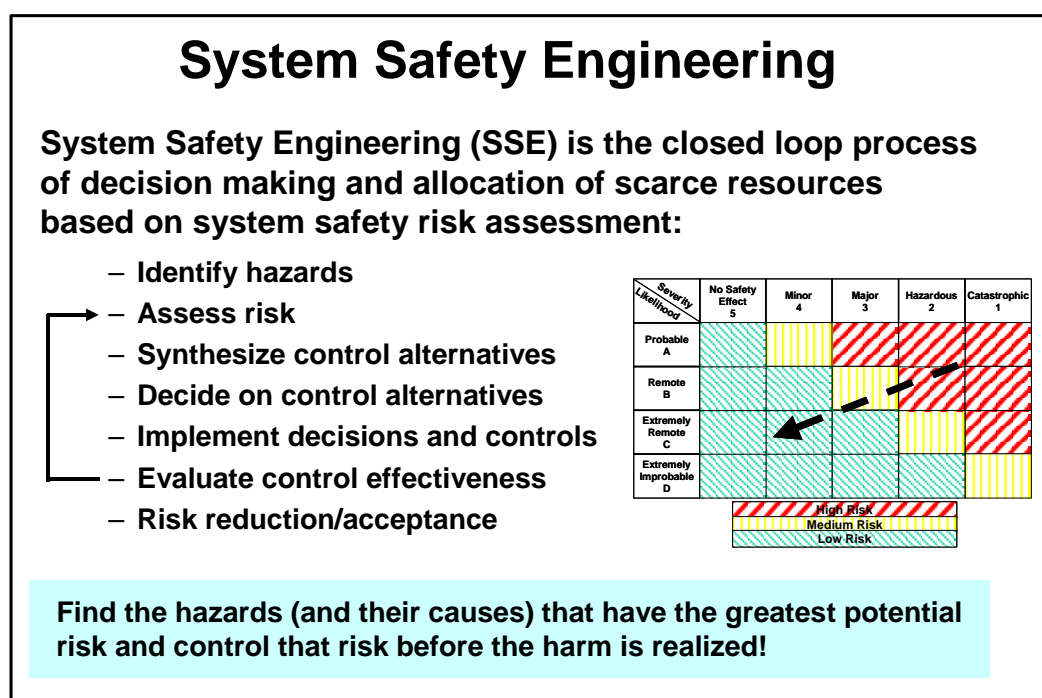 System Safety Engineering
System Safety Engineering (SSE) is the closed loop process
of decision making and allocation of scarce resources
based on system safety risk assessment:
– Identify hazards
– Assess risk
– Synthesize control alternatives
– Decide on control alternatives
– Implement decisions and controls
– Evaluate control effectiveness
– Risk reduction/acceptance
Severity
Likelihood
No Safety
Effect
5
Minor
4
Major
3
Hazardous
2
Catastrophic
1
Probable
A
Remote
B
Extremely
Remote
C
Extremely
Improbable
D
High Risk
Medium Risk
Low Risk
Find the hazards (and their causes) that have the greatest potential
risk and control that risk before the harm is realized!